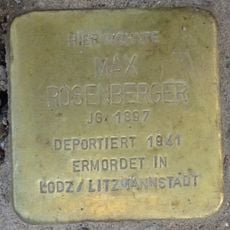 HIER WOHNTE
MAX
ROSENBERGER
JG. 1897
DEPORTIERT 1941
ERMORDET IN
LODZ / LITZMANNSTADT